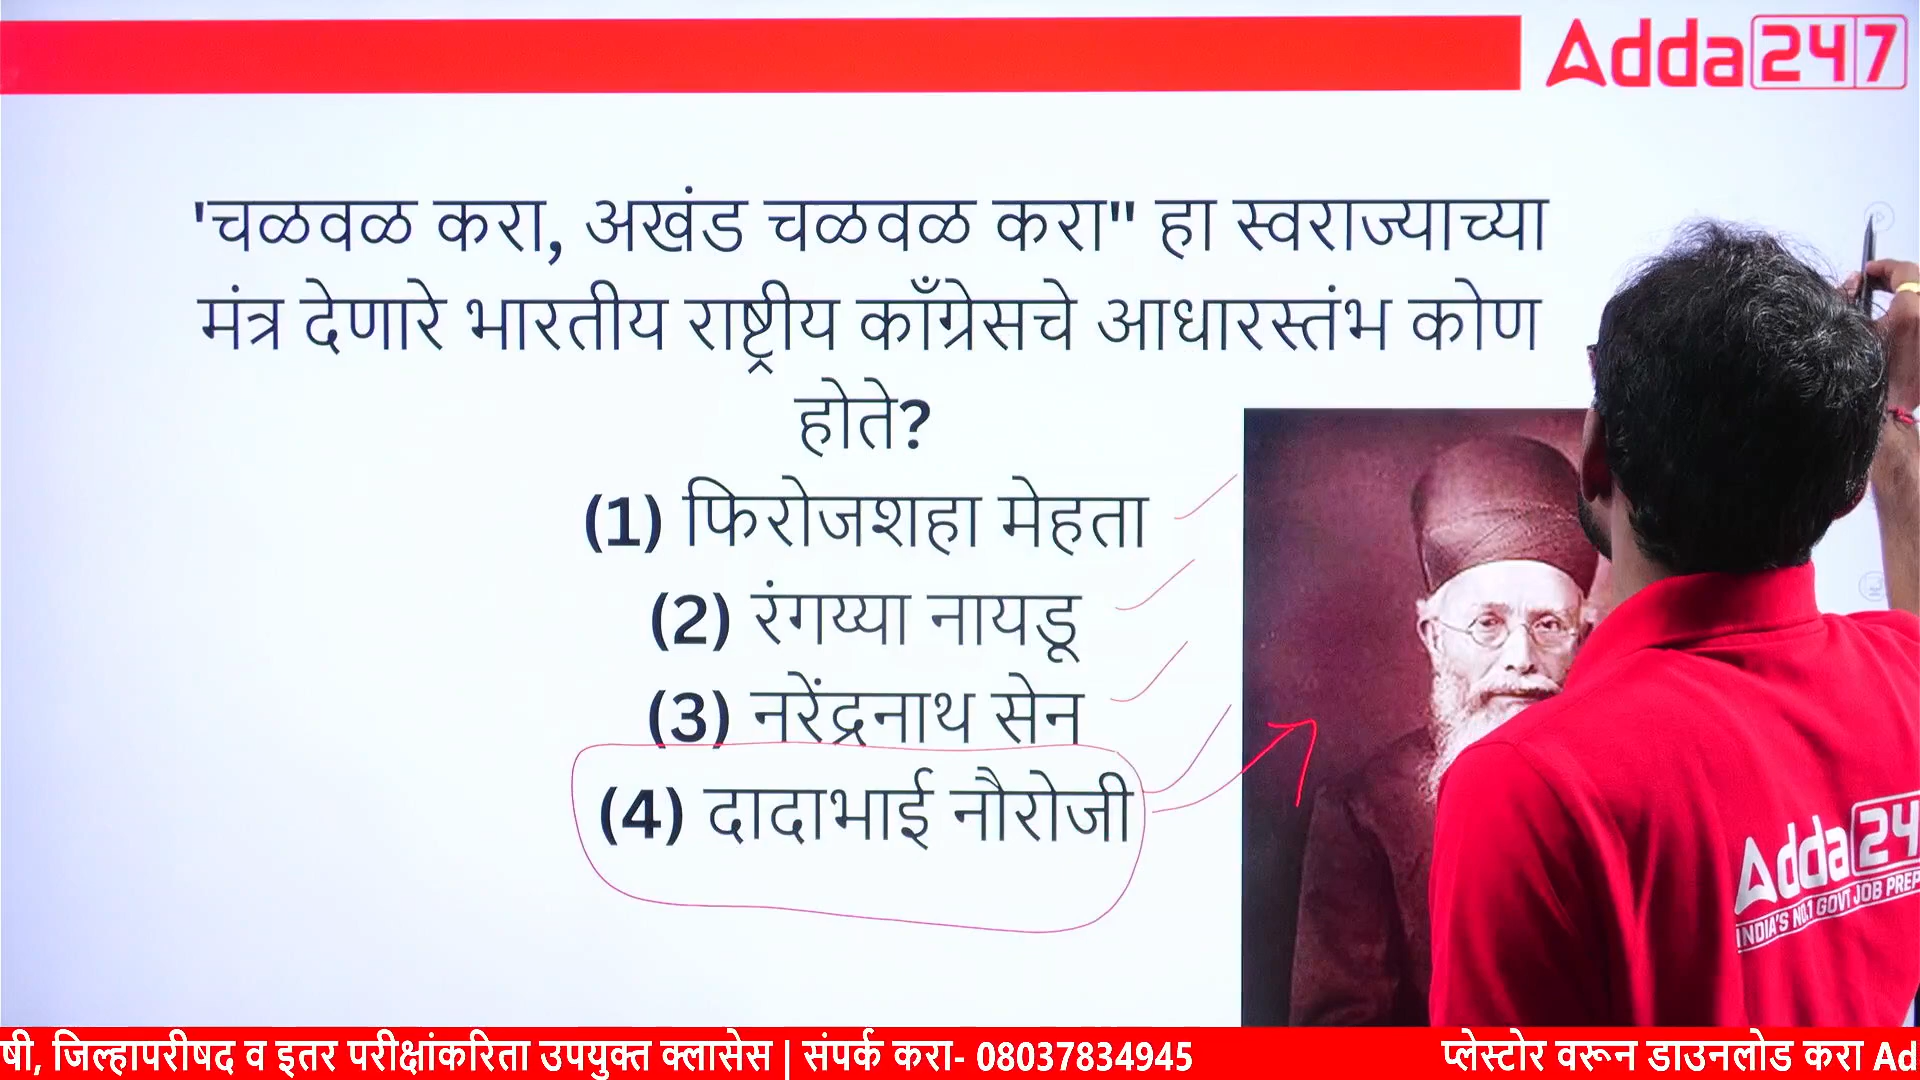 Adda247
'चळवळ करा, अखंड चळवळ करा" हा स्वराज्याच्या
मंत्र देणारे भारतीय राष्ट्रीय काँग्रेसचे आधारस्तंभ कोण
होते?
(1) फिरोजशहा मेहता
(2) रंगय्या नायडू
(3) नरेंद्रनाथ सेन
(4) दादाभाई नौरोजी
Adda24
INDIA'S NO.1 GOVT JOB PREP
षी, जिल्हापरीषद व इतर परीक्षांकरिता उपयुक्त क्लासेस | संपर्क करा- 08037834945
प्लेस्टोर वरून डाउनलोड करा Ad